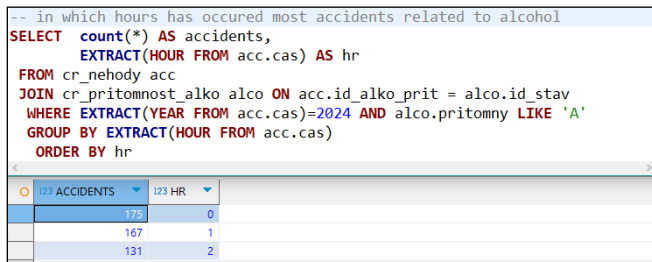 -- in which hours has occured most accidents related to alcohol
SELECT count(*) AS accidents,
EXTRACT(HOUR FROM acc.cas) AS hr
FROM cr_nehody acc
JOIN cr_pritomnost_alko alco ON acc.id_alko_prit = alco.id_stav
WHERE EXTRACT(YEAR FROM acc.cas)=2024 AND alco.pritomny LIKE 'A'
GROUP BY EXTRACT(HOUR FROM acc.cas)
ORDER BY hr
123 ACCIDENTS 123 HR
175 0
167 1
131 2